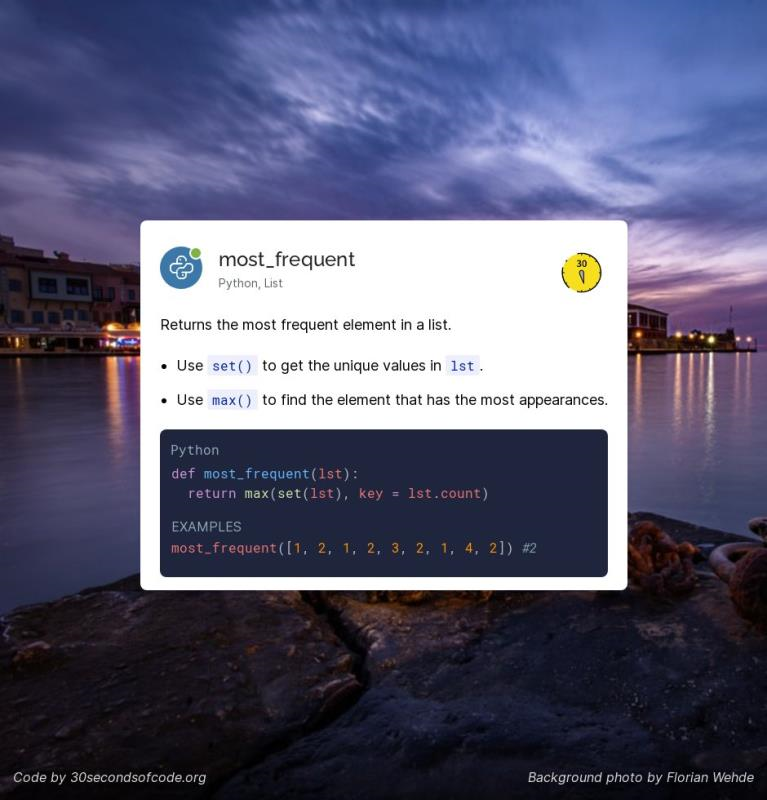 most_frequent
30
Python, List
Returns the most frequent element in a list.
• Use set() to get the unique values in lst.
• Use max() to find the element that has the most appearances.
Python
def most_frequent(lst):
  return max(set(lst), key = lst.count)
EXAMPLES
most_frequent([1, 2, 1, 2, 3, 2, 1, 4, 2]) #2
Code by 30secondsofcode.org
Background photo by Florian Wehde